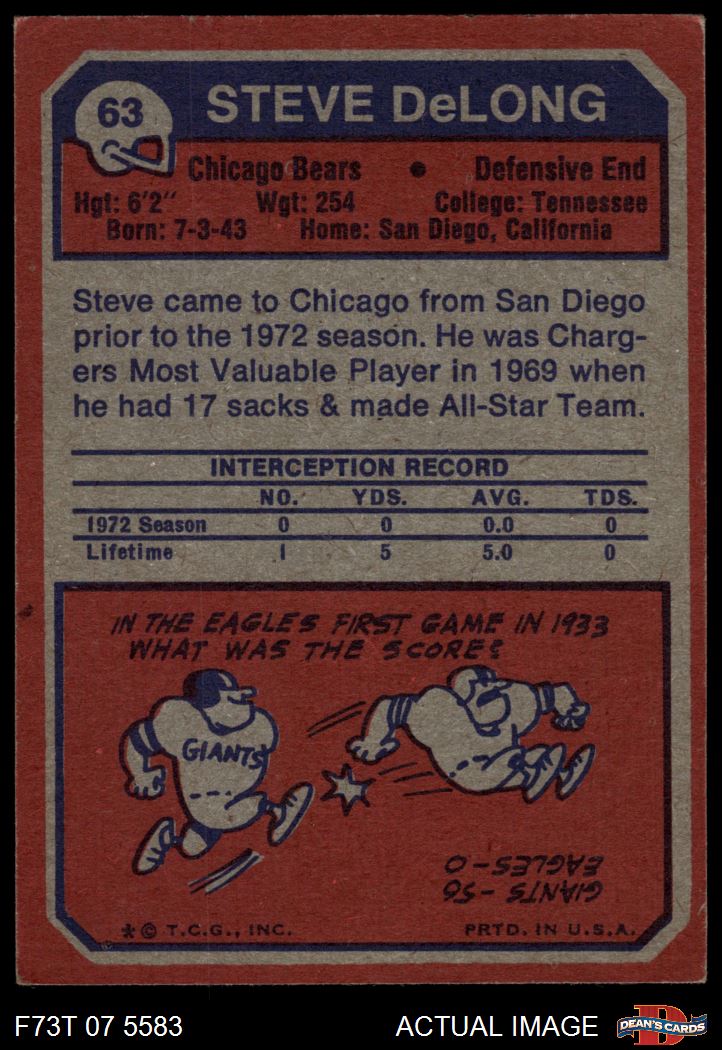 63
STEVE DeLONG
Chicago Bears • Defensive End
Hgt: 6'2" Wgt: 254 College: Tennessee
Born: 7-3-43 Home: San Diego, California
Steve came to Chicago from San Diego
prior to the 1972 season. He was Charg-
ers Most Valuable Player in 1969 when
he had 17 sacks & made All-Star Team.
INTERCEPTION RECORD
NO. YDS. AVG. TDS.
1972 Season 0 0 0.0 0
Lifetime 1 5 5.0 0
IN THE EAGLES FIRST GAME IN 1933
WHAT WAS THE SCORE?
GIANTS
GIANTS - 56
EAGLES - 0
* © T.C.G., INC. PRTD. IN U.S.A.
F73T 07 5583 ACTUAL IMAGE
D
DEAN'S CARDS